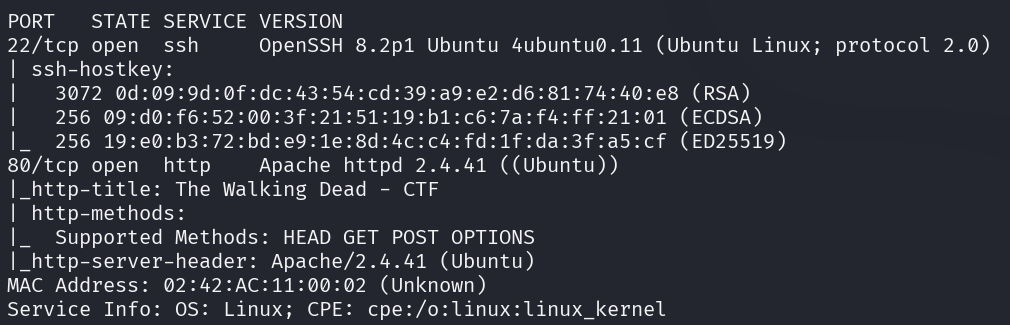 PORT   STATE SERVICE VERSION
22/tcp open  ssh     OpenSSH 8.2p1 Ubuntu 4ubuntu0.11 (Ubuntu Linux; protocol 2.0)
| ssh-hostkey:
|   3072 0d:09:9d:0f:dc:43:54:cd:39:a9:e2:d6:81:74:40:e8 (RSA)
|   256 09:d0:f6:52:00:3f:21:51:19:b1:c6:7a:f4:ff:21:01 (ECDSA)
|_  256 19:e0:b3:72:bd:e9:1e:8d:4c:c4:fd:1f:da:3f:a5:cf (ED25519)
80/tcp open  http    Apache httpd 2.4.41 ((Ubuntu))
|_http-title: The Walking Dead - CTF
| http-methods:
|_  Supported Methods: HEAD GET POST OPTIONS
|_http-server-header: Apache/2.4.41 (Ubuntu)
MAC Address: 02:42:AC:11:00:02 (Unknown)
Service Info: OS: Linux; CPE: cpe:/o:linux:linux_kernel